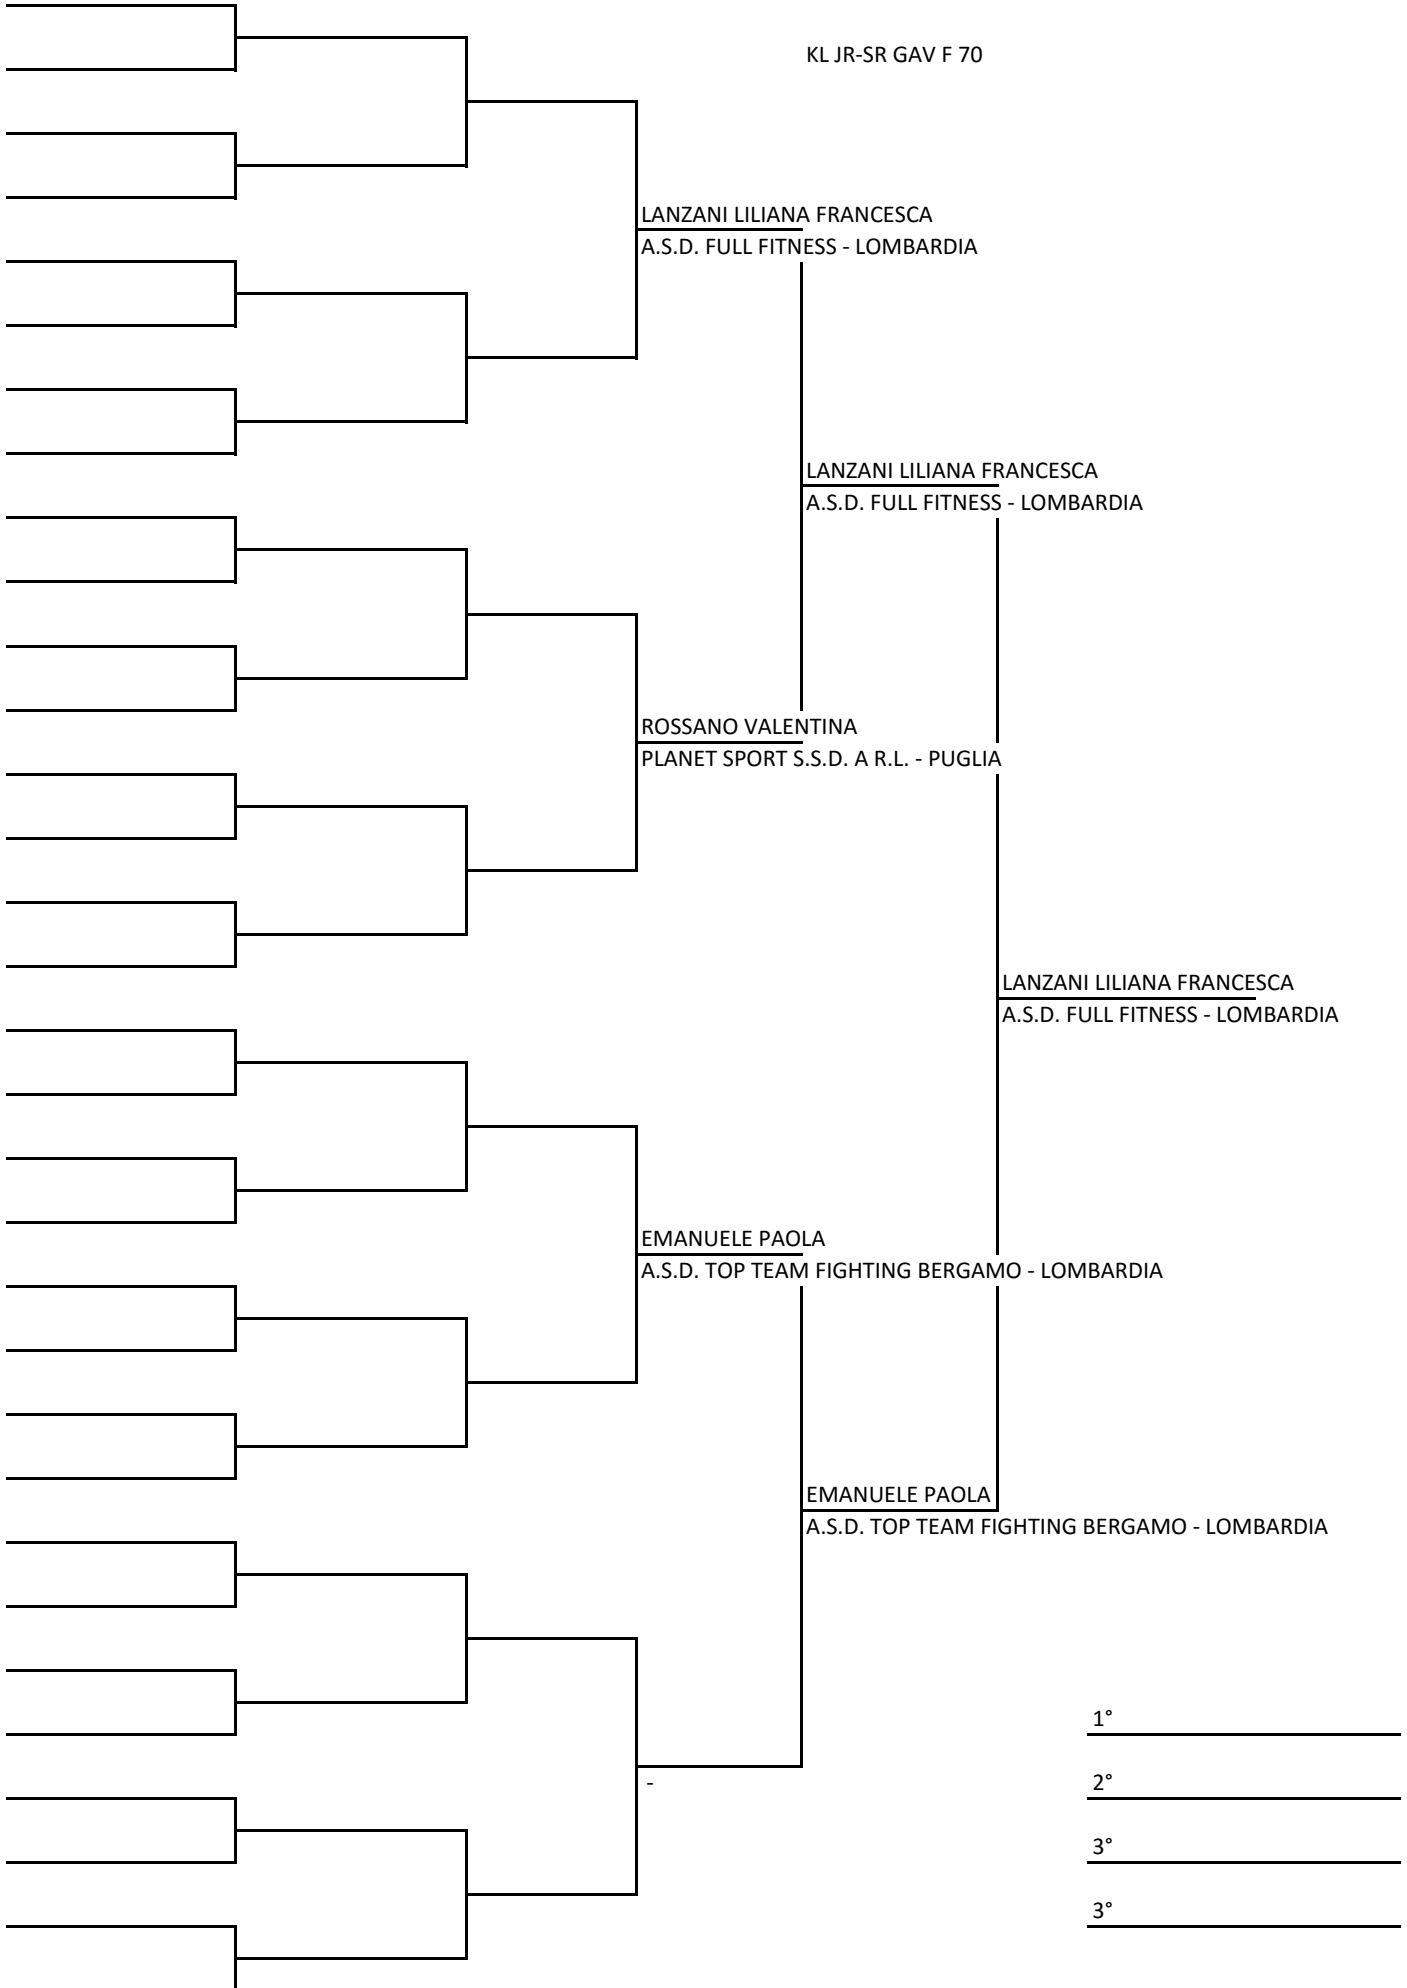 KL JR-SR GAV F 70
LANZANI LILIANA FRANCESCA
A.S.D. FULL FITNESS - LOMBARDIA
LANZANI LILIANA FRANCESCA
A.S.D. FULL FITNESS - LOMBARDIA
ROSSANO VALENTINA
PLANET SPORT S.S.D. A R.L. - PUGLIA
LANZANI LILIANA FRANCESCA
A.S.D. FULL FITNESS - LOMBARDIA
EMANUELE PAOLA
A.S.D. TOP TEAM FIGHTING BERGAMO - LOMBARDIA
EMANUELE PAOLA
A.S.D. TOP TEAM FIGHTING BERGAMO - LOMBARDIA
1°
-
2°
3°
3°